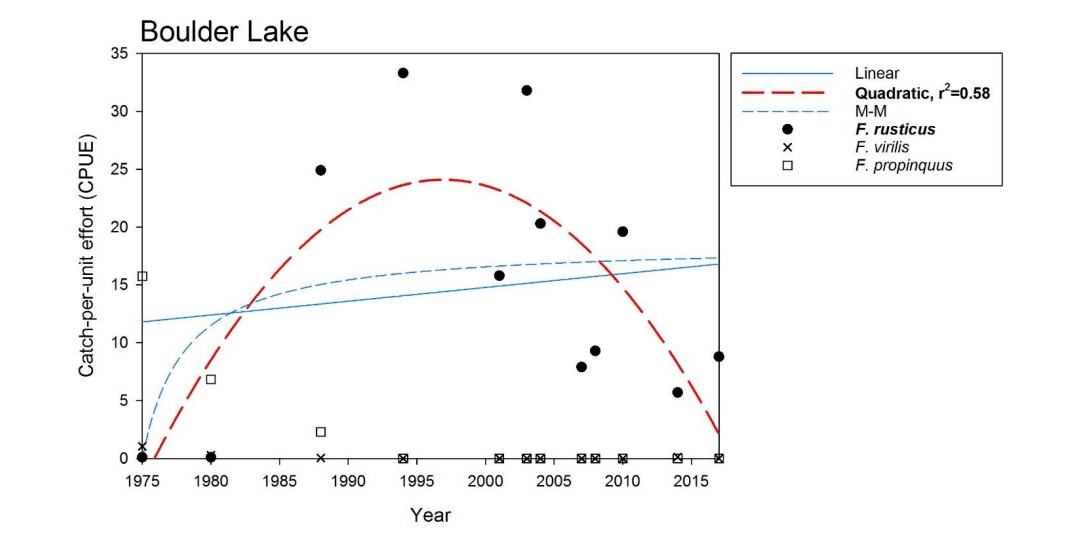 Boulder Lake
35
30
25
20
15
10
5
0
Catch-per-unit effort (CPUE)
1975 1980 1985 1990 1995 2000 2005 2010 2015
Year
Linear
Quadratic, r²=0.58
M-M
F. rusticus
F. virilis
F. propinquus